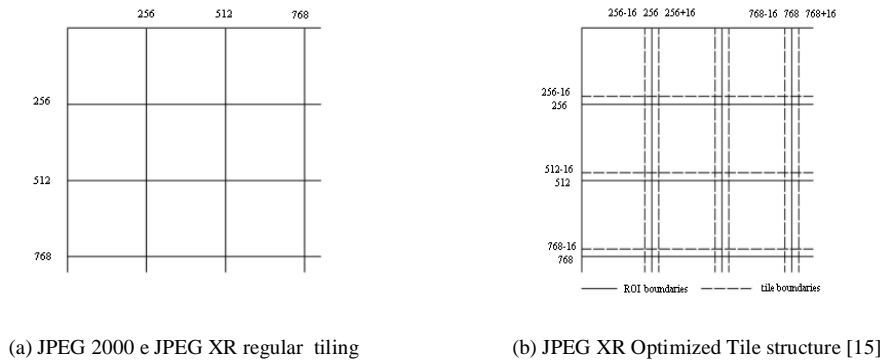 256 512 768
256
512
768
256-16 256 256+16 768-16 768 768+16
256-16
256
512-16
512
768-16
768
ROI boundaries tile boundaries
(a) JPEG 2000 e JPEG XR regular tiling
(b) JPEG XR Optimized Tile structure [15]